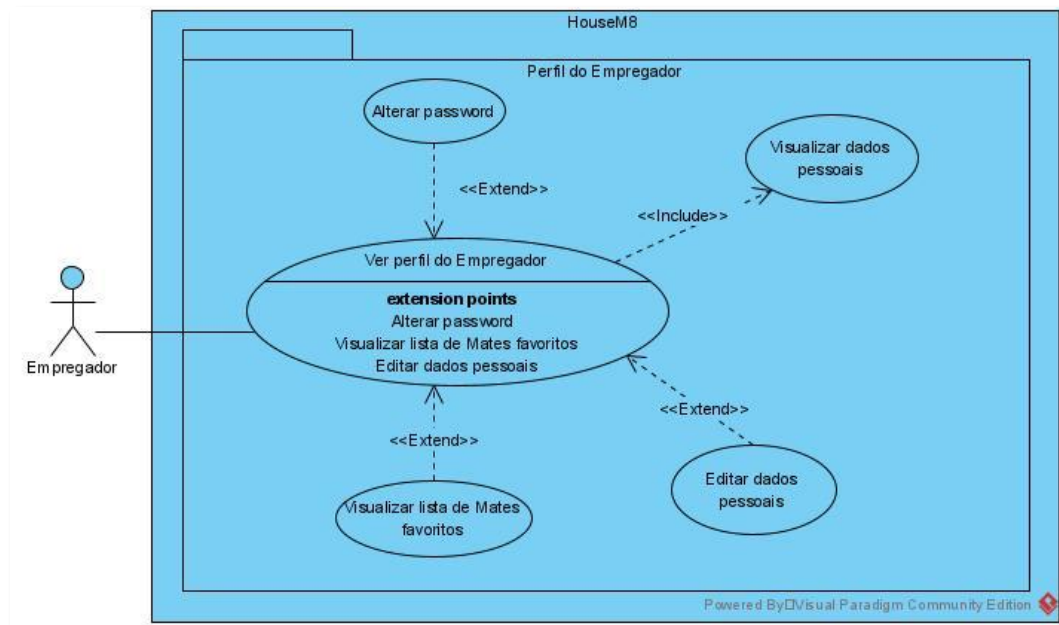 HouseM8
Perfil do Empregador
Alterar password
Visualizar dados
pessoais
<<Extend>>
<<Include>>
Ver perfil do Empregador
extension points
Alterar password
Visualizar lista de Mates favoritos
Editar dados pessoais
Empregador
<<Extend>>
<<Extend>>
Editar dados
pessoais
Visualizar lista de Mates
favoritos
Powered By□Visual Paradigm Community Edition